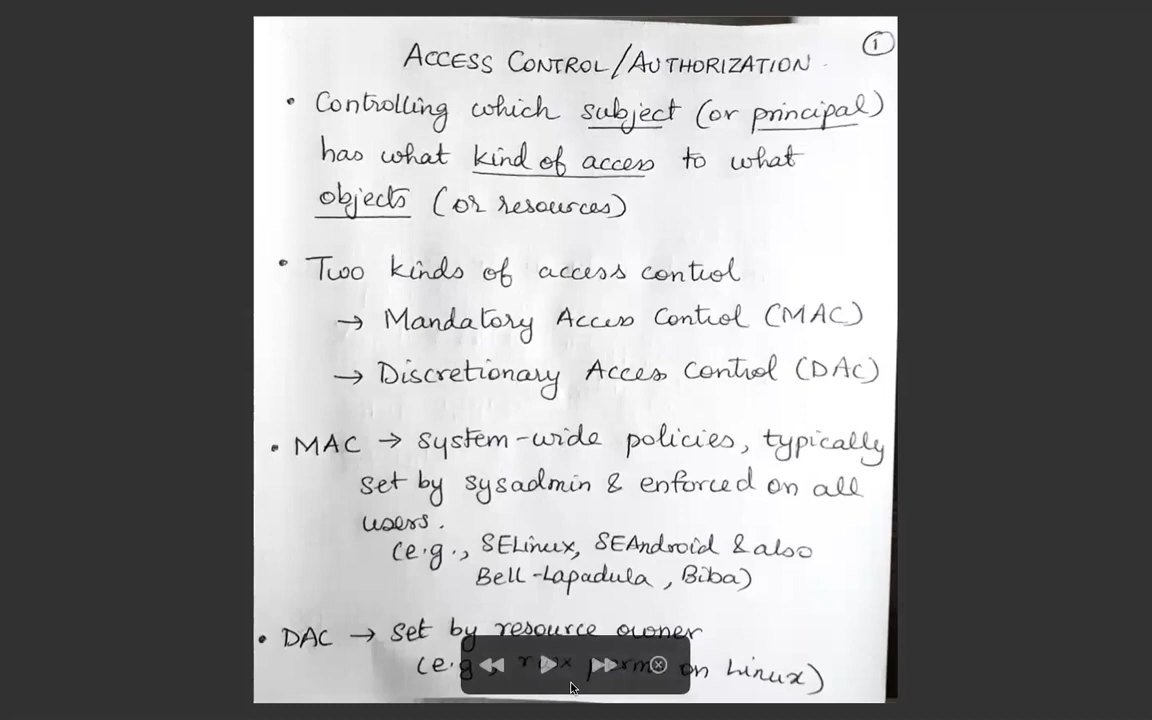 ①
ACCESS CONTROL/AUTHORIZATION
• Controlling which subject (or principal)
has what kind of access to what
objects (or resources)
• Two kinds of access control
→ Mandatory Access Control (MAC)
→ Discretionary Access Control (DAC)
• MAC → system-wide policies, typically
set by sysadmin & enforced on all
users.
(e.g., SELinux, SEAndroid & also
Bell-Lapadula, Biba)
• DAC → set by resource owner
(e.g., rwx perms on Linux)